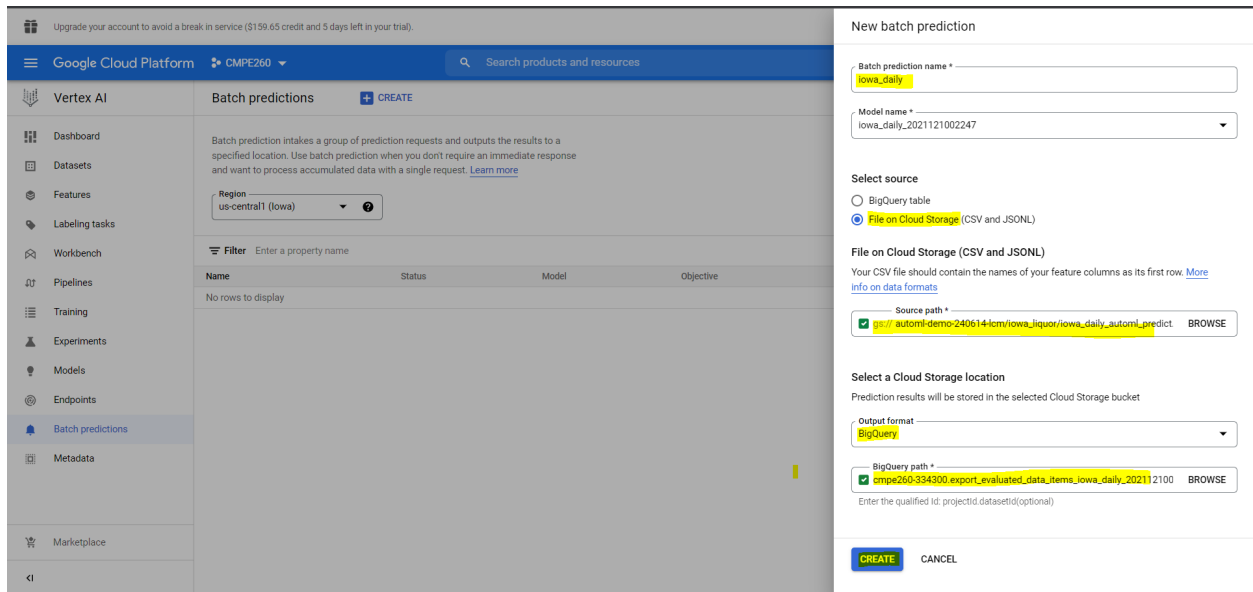 Upgrade your account to avoid a break in service ($159.65 credit and 5 days left in your trial).
Google Cloud Platform
CMPE260
Search products and resources
Vertex AI
Dashboard
Datasets
Features
Labeling tasks
Workbench
Pipelines
Training
Experiments
Models
Endpoints
Batch predictions
Metadata
Marketplace
Batch predictions
CREATE
Batch prediction intakes a group of prediction requests and outputs the results to a
specified location. Use batch prediction when you don't require an immediate response
and want to process accumulated data with a single request. Learn more
Region
us-central1 (Iowa)
Filter Enter a property name
Name Status Model Objective
No rows to display
New batch prediction
Batch prediction name *
iowa_daily
Model name *
iowa_daily_2021121002247
Select source
BigQuery table
File on Cloud Storage (CSV and JSONL)
File on Cloud Storage (CSV and JSONL)
Your CSV file should contain the names of your feature columns as its first row. More
info on data formats
Source path *
gs:// automl-demo-240614-lcm/iowa_liquor/iowa_daily_automl_predict. BROWSE
Select a Cloud Storage location
Prediction results will be stored in the selected Cloud Storage bucket
Output format
BigQuery
BigQuery path *
cmpe260-334300.export_evaluated_data_items_iowa_daily_202112100 BROWSE
Enter the qualified id: projectId.datasetId(optional)
CREATE CANCEL